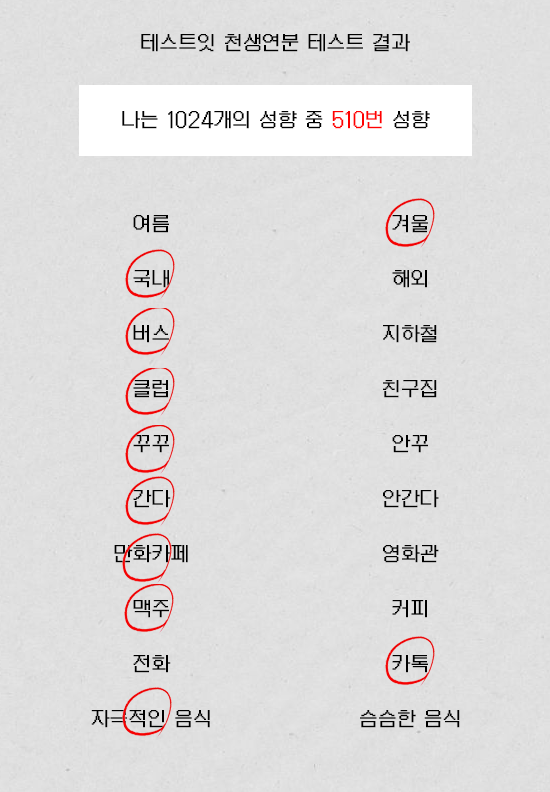 테스트잇 천생연분 테스트 결과
나는 1024개의 성향 중 510번 성향
여름 겨울
국내 해외
버스 지하철
클럽 친구집
꾸꾸 안꾸
간다 안간다
만화카페 영화관
맥주 커피
전화 카톡
자극적인 음식 슴슴한 음식